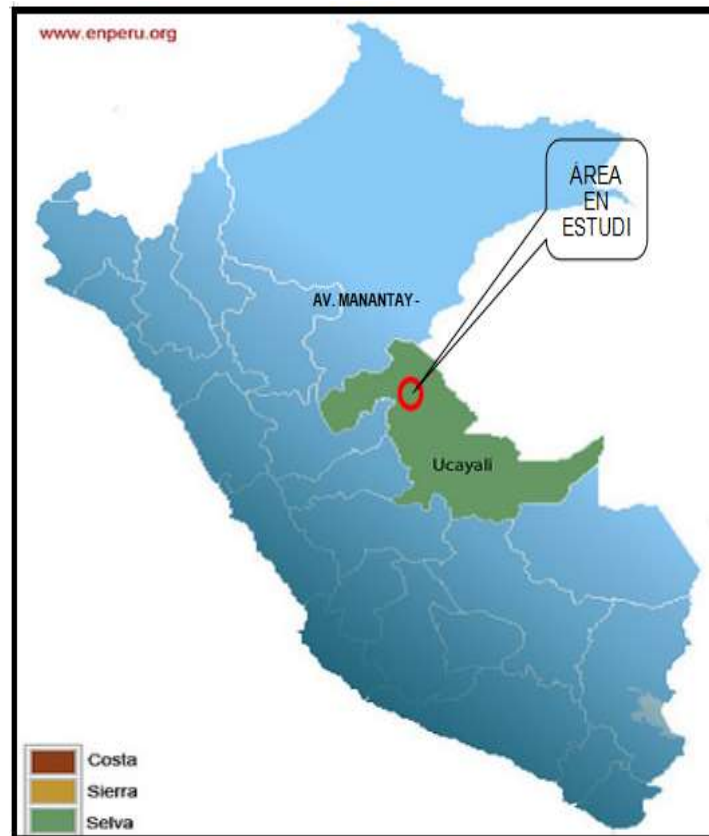 www.enperu.org
ÁREA
EN
ESTUDI
AV. MANANTAY-
Ucayali
Costa
Sierra
Selva